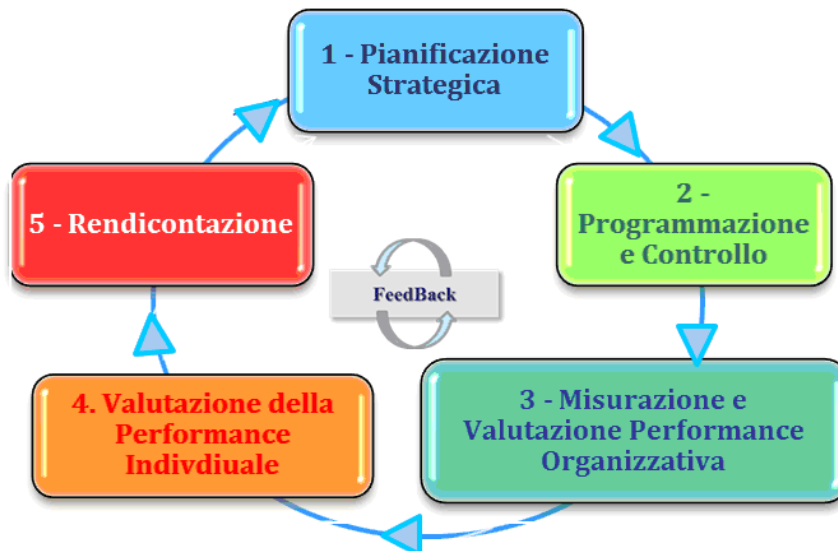 1 - Pianificazione
Strategica
2 -
Programmazione
e Controllo
5 - Rendicontazione
FeedBack
3 - Misurazione e
Valutazione Performance
Organizzativa
4. Valutazione della
Performance
Indivdiuale